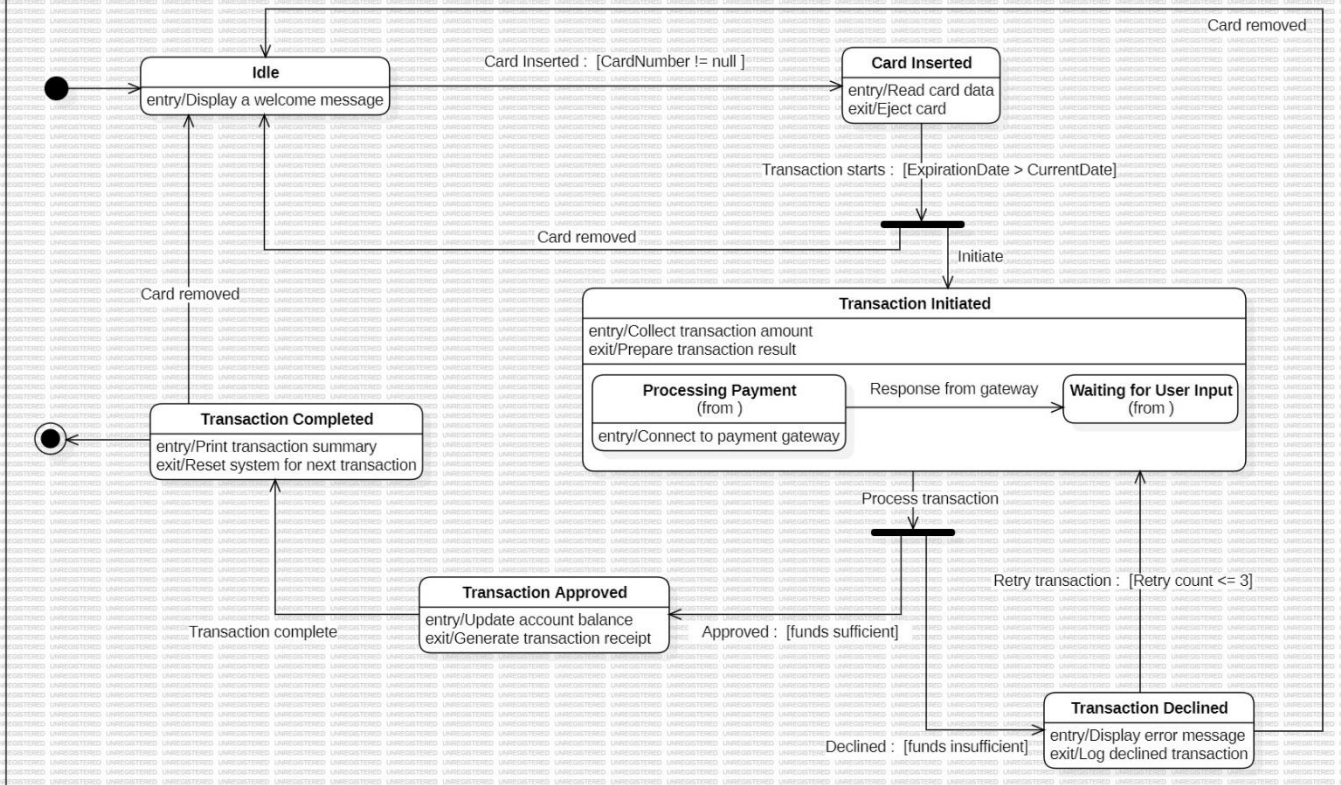 Card removed
Idle
entry/Display a welcome message
Card Inserted : [CardNumber != null ]
Card Inserted
entry/Read card data
exit/Eject card
Transaction starts : [ExpirationDate > CurrentDate]
Card removed
Initiate
Card removed
Transaction Initiated
entry/Collect transaction amount
exit/Prepare transaction result
Processing Payment
(from )
entry/Connect to payment gateway
Response from gateway
Waiting for User Input
(from )
Transaction Completed
entry/Print transaction summary
exit/Reset system for next transaction
Process transaction
Retry transaction : [Retry count <= 3]
Transaction Approved
entry/Update account balance
exit/Generate transaction receipt
Transaction complete
Approved : [funds sufficient]
Transaction Declined
entry/Display error message
exit/Log declined transaction
Declined : [funds insufficient]
UNREGISTERED